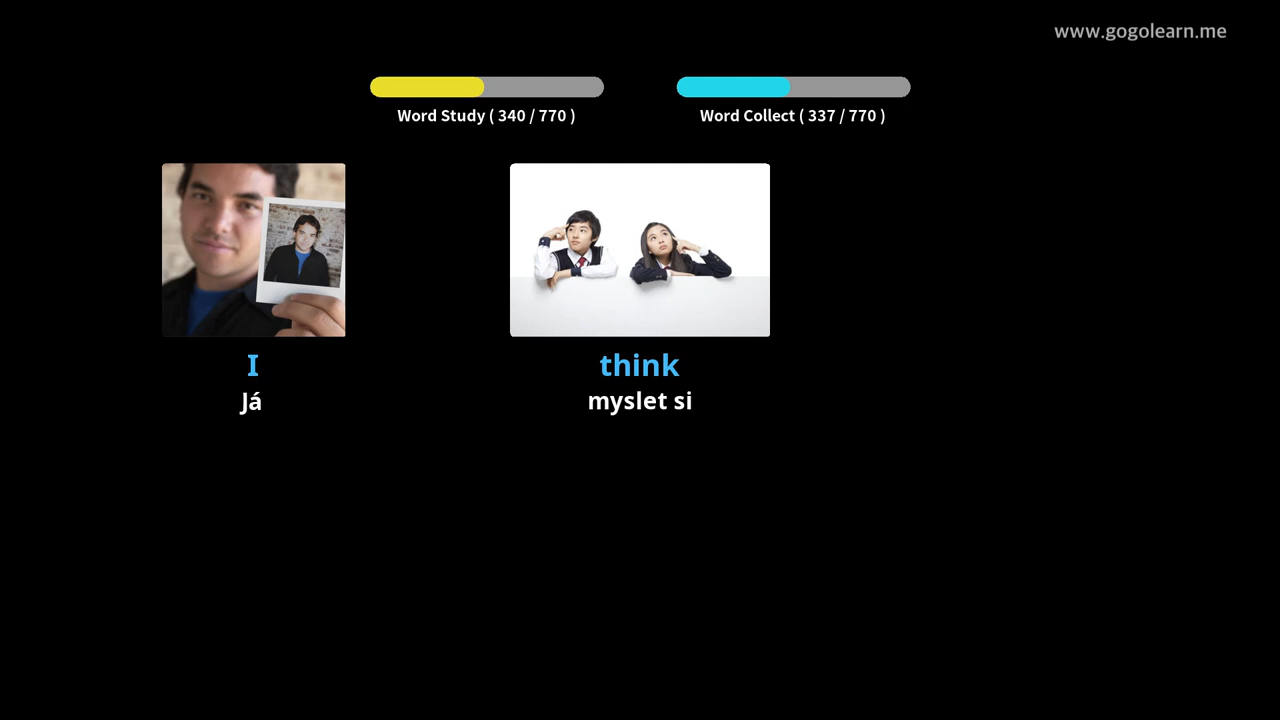 www.gogolearn.me
Word Study ( 340 / 770 )
Word Collect ( 337 / 770 )
I
Já
think
myslet si